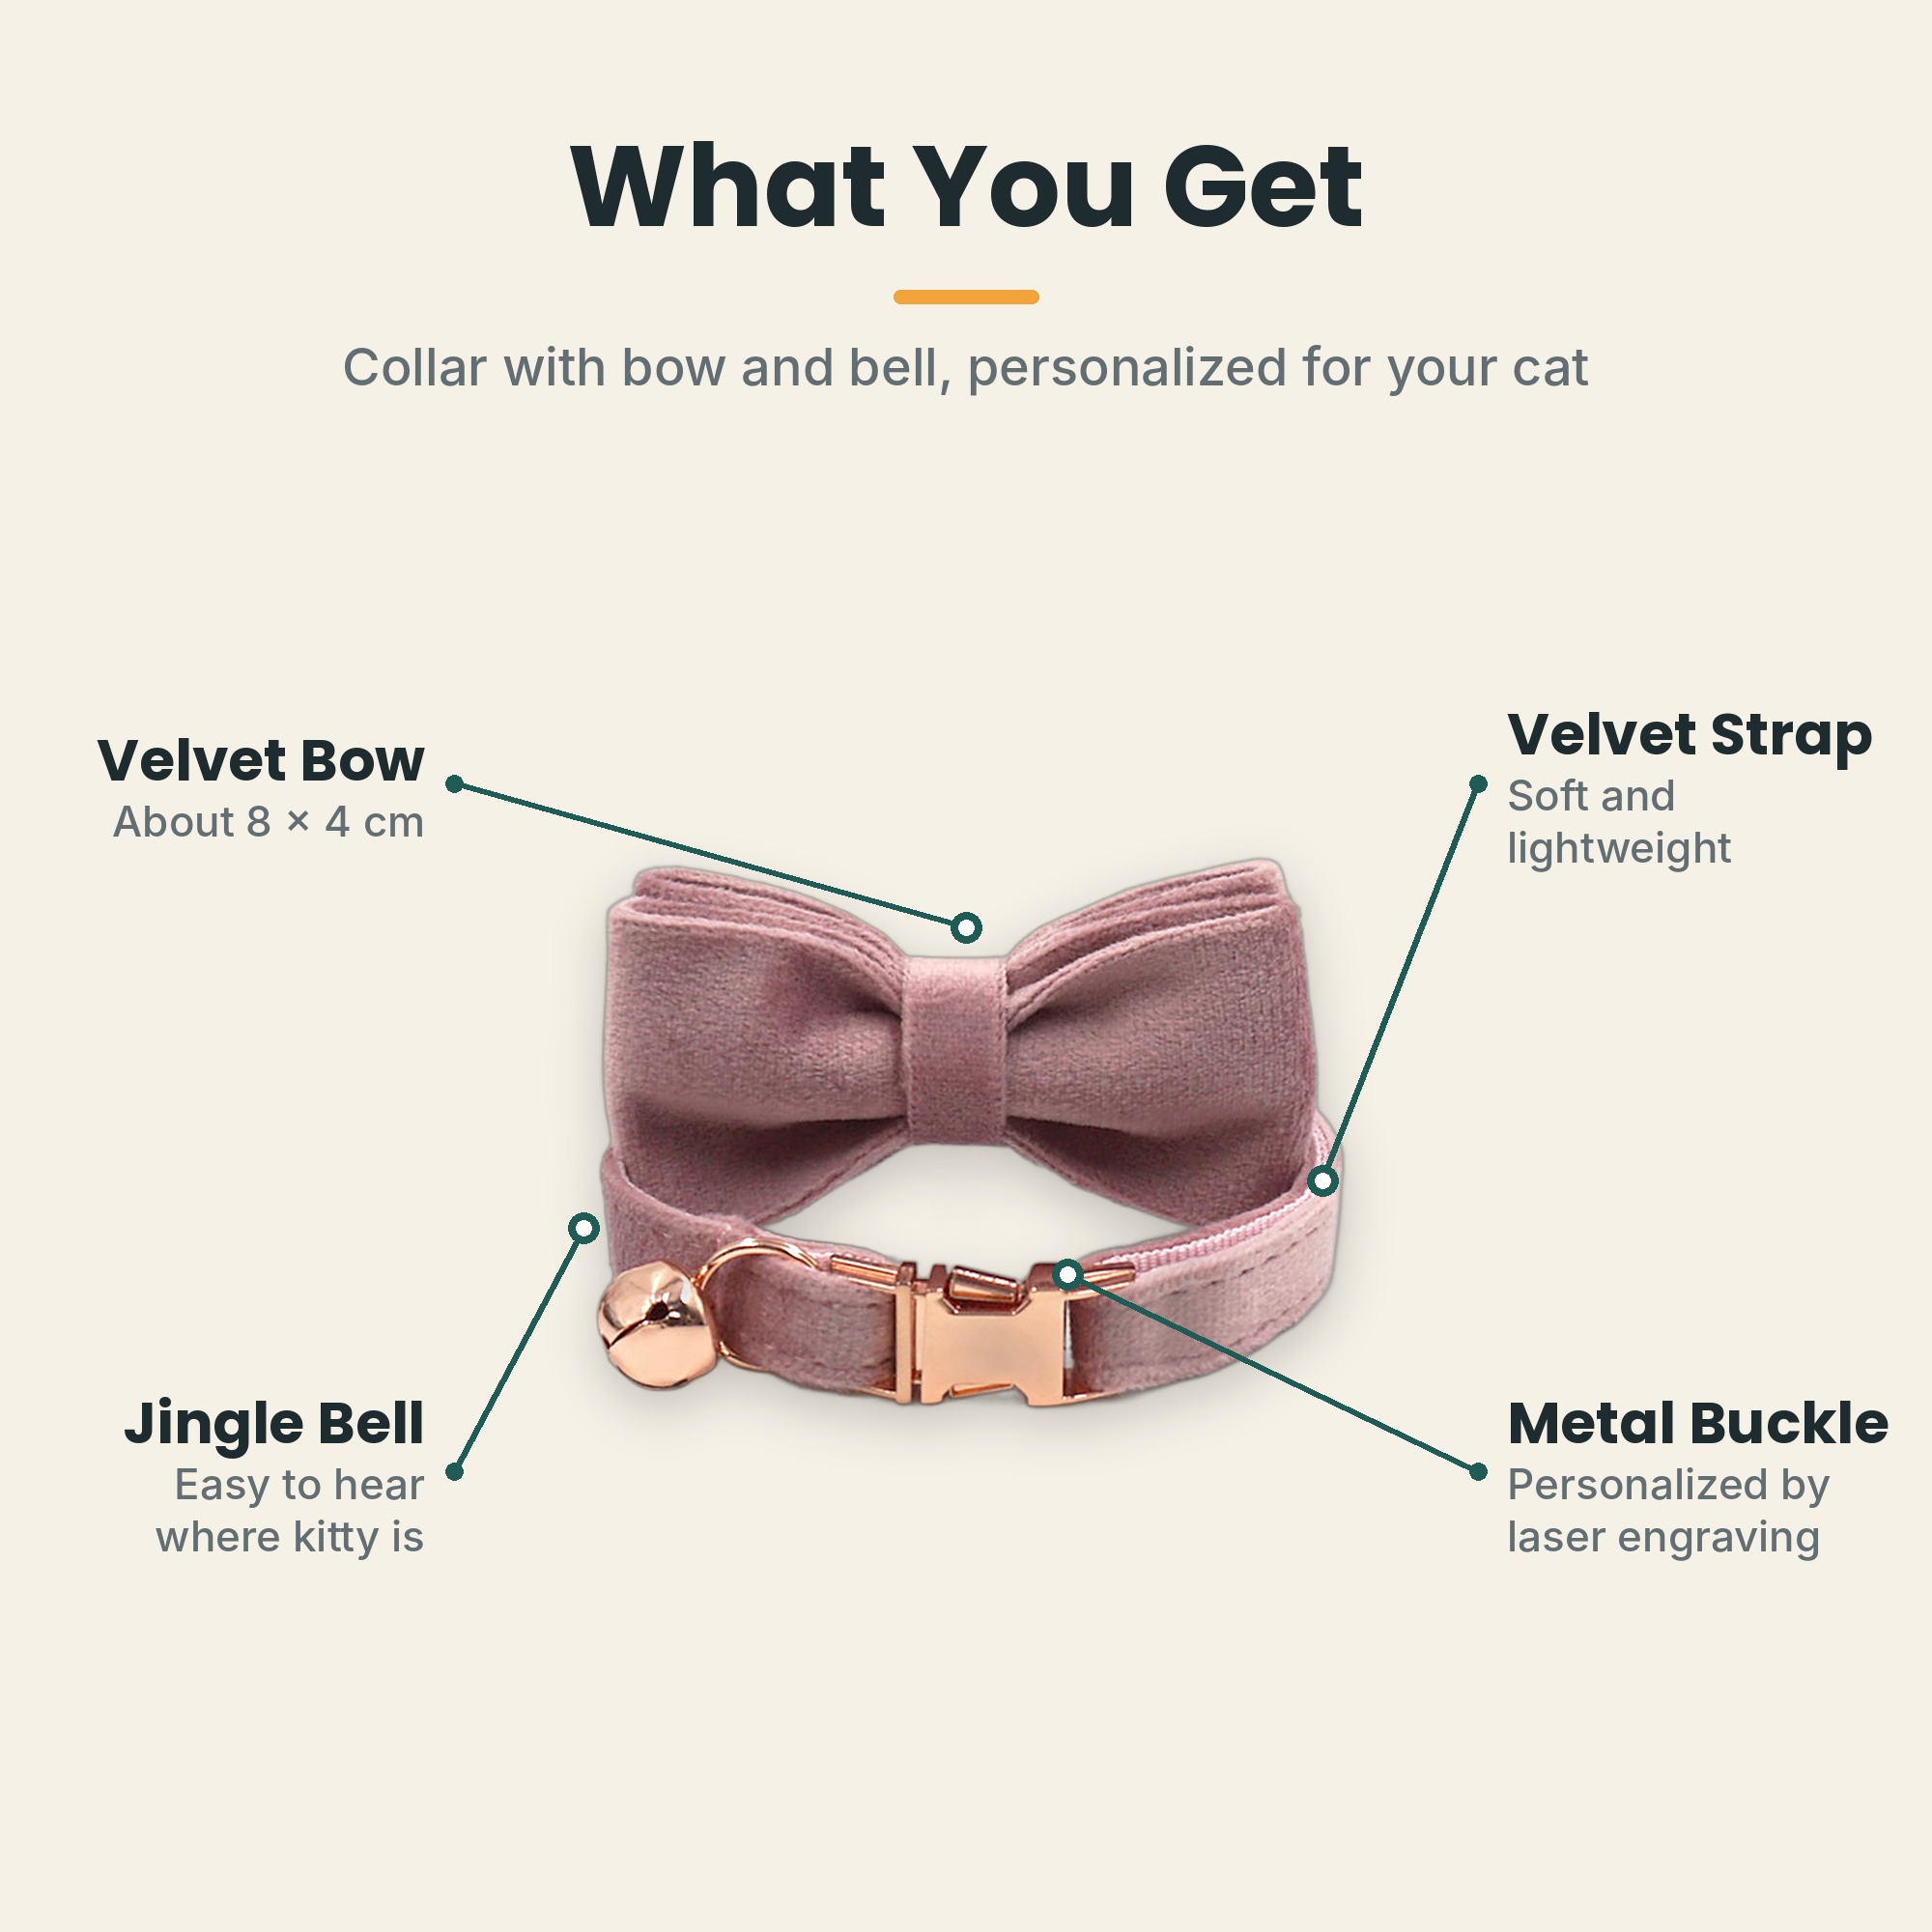 What You Get
Collar with bow and bell, personalized for your cat
Velvet Bow
About 8 × 4 cm
Velvet Strap
Soft and
lightweight
Jingle Bell
Easy to hear
where kitty is
Metal Buckle
Personalized by
laser engraving